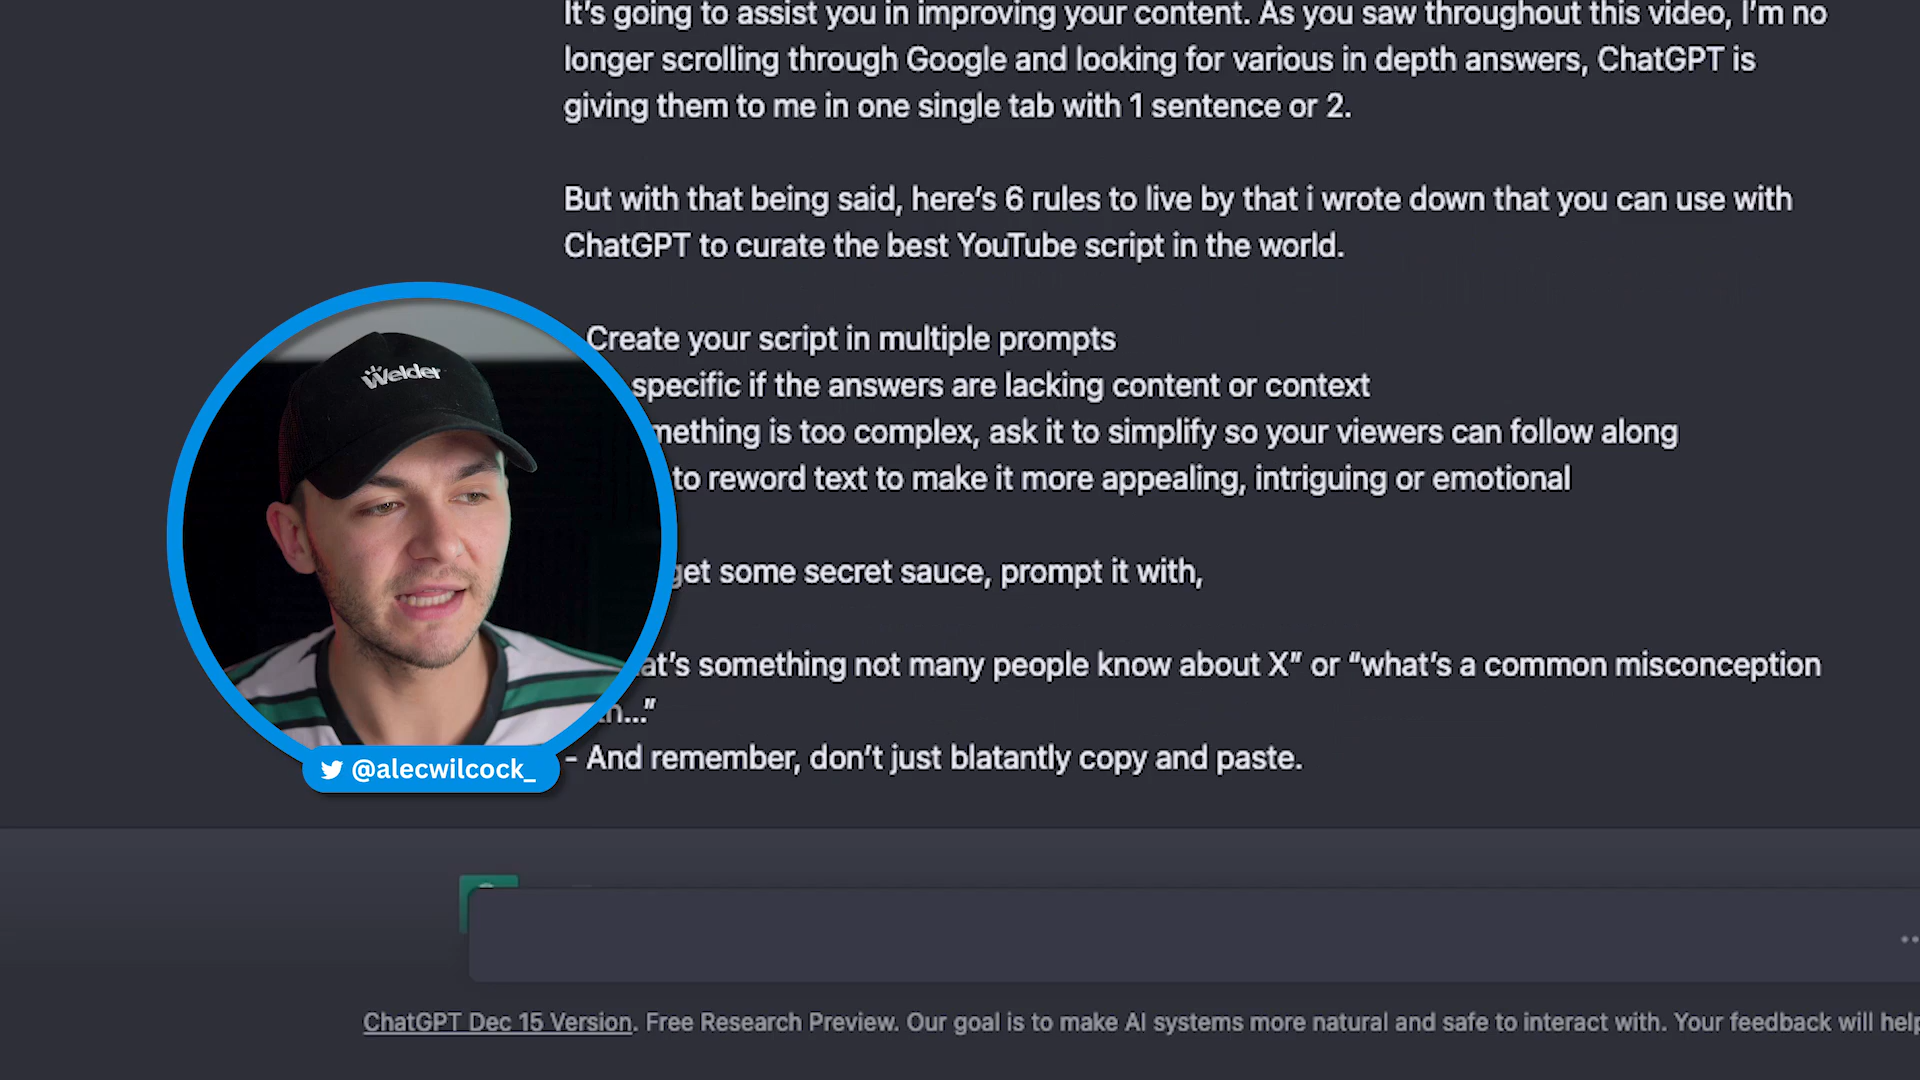 It's going to assist you in improving your content. As you saw throughout this video, I'm no
longer scrolling through Google and looking for various in depth answers, ChatGPT is
giving them to me in one single tab with 1 sentence or 2.
But with that being said, here's 6 rules to live by that i wrote down that you can use with
ChatGPT to curate the best YouTube script in the world.
Create your script in multiple prompts
specific if the answers are lacking content or context
is too complex, ask it to simplify so your viewers can follow along
to reword text to make it more appealing, intriguing or emotional
get some secret sauce, prompt it with,
something not many people know about X" or "what's a common misconception
Welder
@alecwilcock_
- And remember, don't just blatantly copy and paste.
ChatGPT Dec 15 Version. Free Research Preview. Our goal is to make AI systems more natural and safe to interact with. Your feedback will help